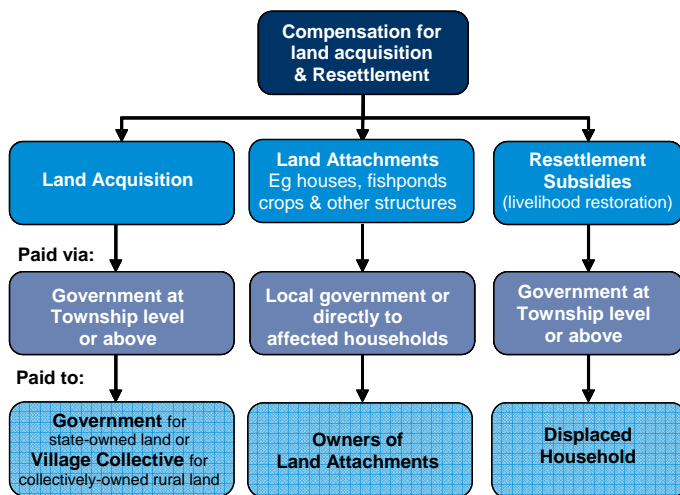 Compensation for
land acquisition
& Resettlement
Land Acquisition
Land Attachments
Eg houses, fishponds
crops & other structures
Resettlement
Subsidies
(livelihood restoration)
Paid via:
Government at
Township level
or above
Local government or
directly to
affected households
Government at
Township level
or above
Paid to:
Government for
state-owned land or
Village Collective for
collectively-owned rural land
Owners of
Land Attachments
Displaced
Household